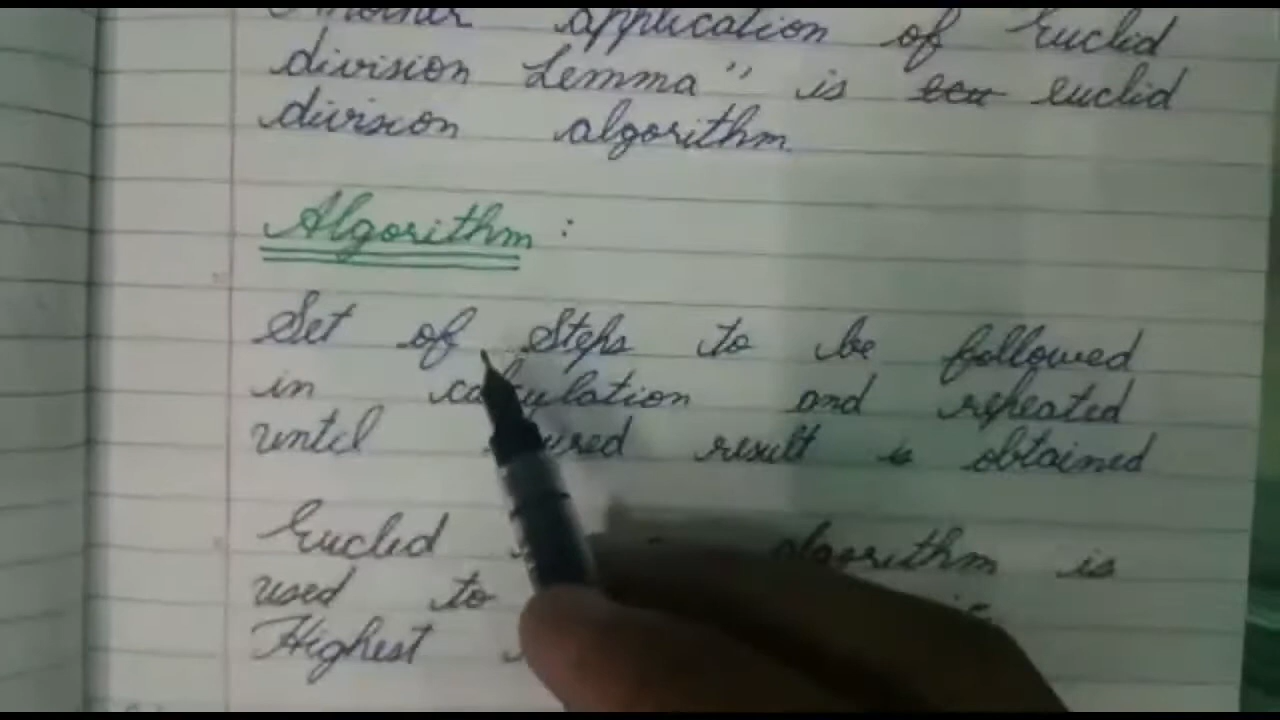 Another application of Euclid
division Lemma" is euclid
division algorithm.
Algorithm :
Set of Steps to be followed
in calculation and repeated
until result is obtained
Euclid algorithm is
used to
Highest